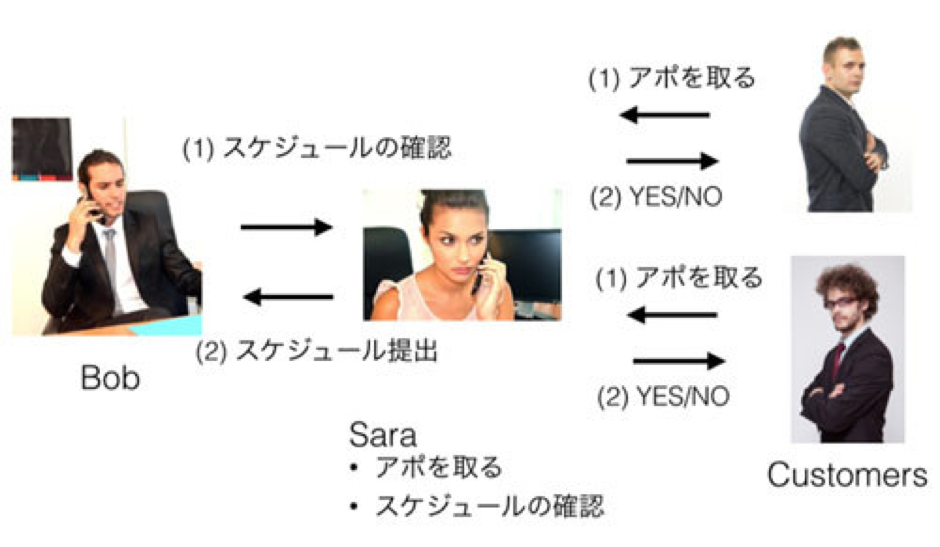 (1) アポを取る
(1) スケジュールの確認
(2) YES/NO
(1) アポを取る
(2) スケジュール提出
Bob
(2) YES/NO
Sara
• アポを取る
• スケジュールの確認
Customers